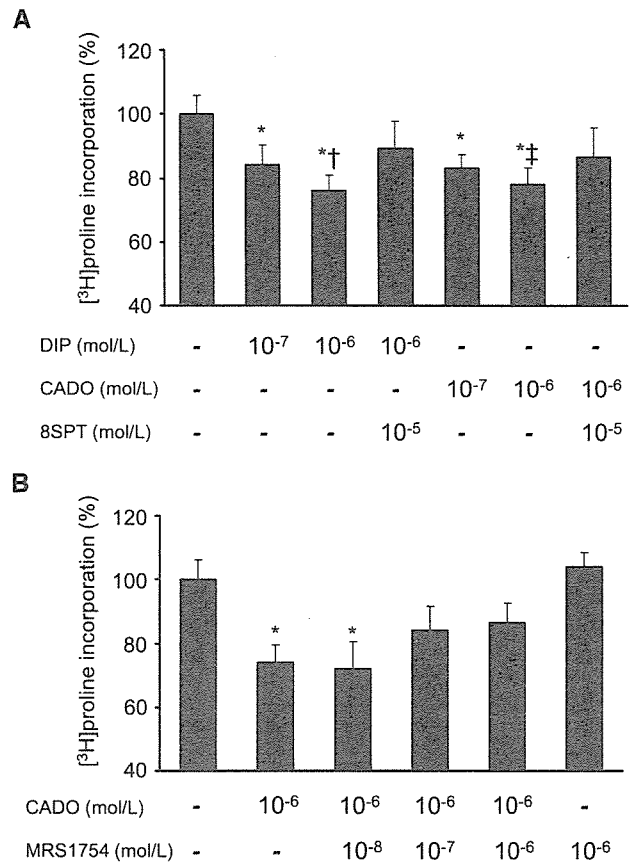 A
[³H]proline incorporation (%)
120
100
80
60
40
*
*†
*
*‡
DIP (mol/L) - 10⁻⁷ 10⁻⁶ 10⁻⁶ - - -
CADO (mol/L) - - - - 10⁻⁷ 10⁻⁶ 10⁻⁶
8SPT (mol/L) - - - 10⁻⁵ - - 10⁻⁵
B
[³H]proline incorporation (%)
120
100
80
60
40
*
*
CADO (mol/L) - 10⁻⁶ 10⁻⁶ 10⁻⁶ 10⁻⁶ -
MRS1754 (mol/L) - - 10⁻⁸ 10⁻⁷ 10⁻⁶ 10⁻⁶